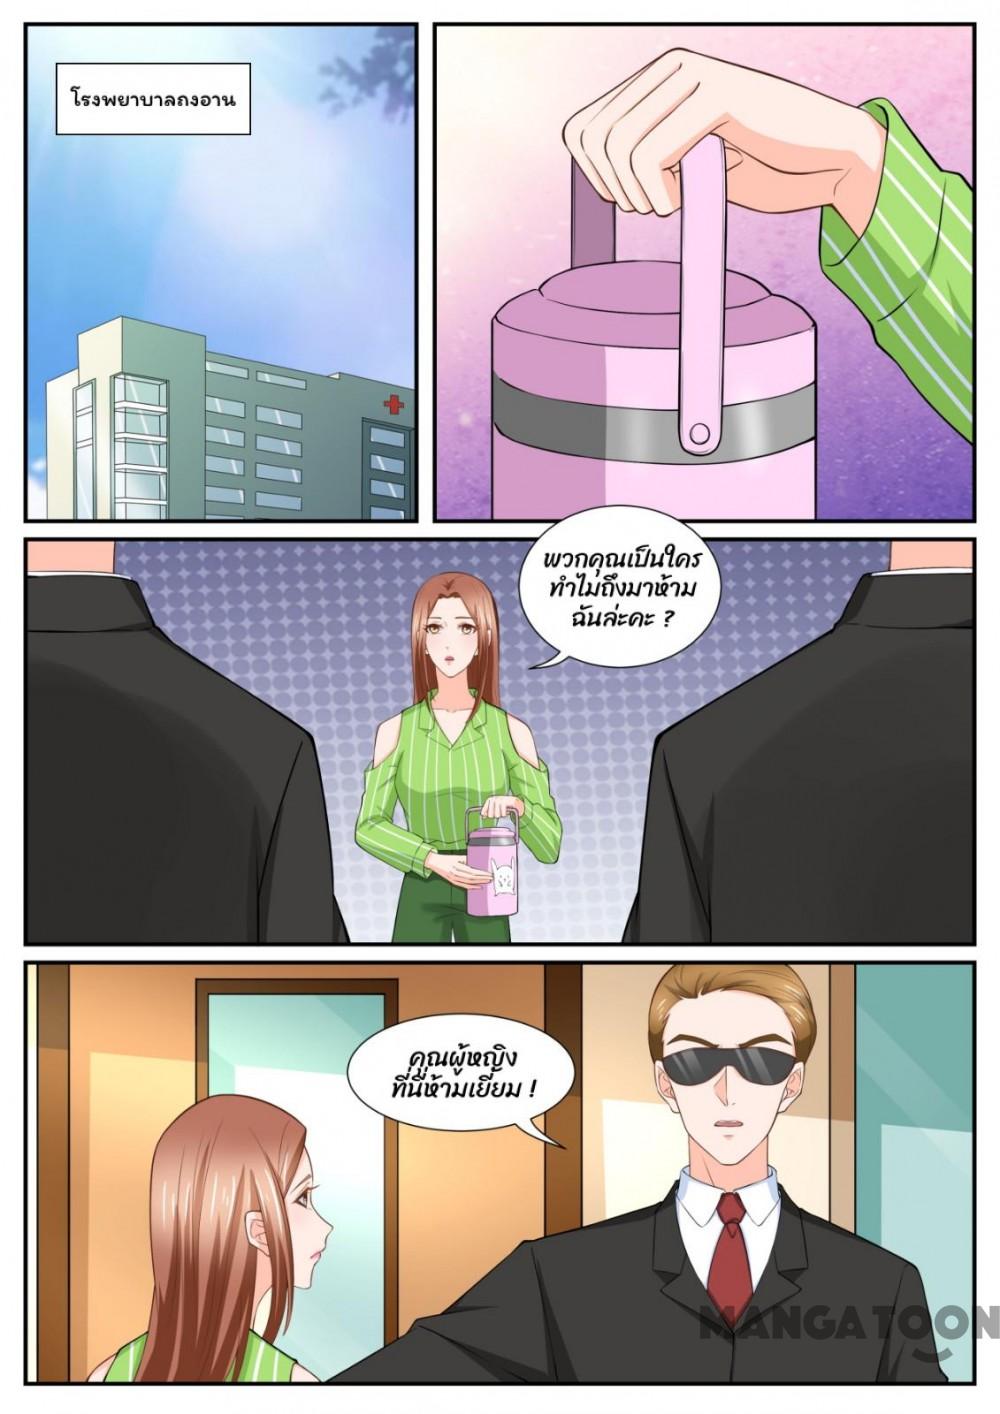 โรงพยาบาลถงอาน
พวกคุณเป็นใคร
ทำไมถึงมาห้าม
ฉันล่ะคะ ?
คุณผู้หญิง
ที่นี่ห้ามเยี่ยม !
MANGATOON